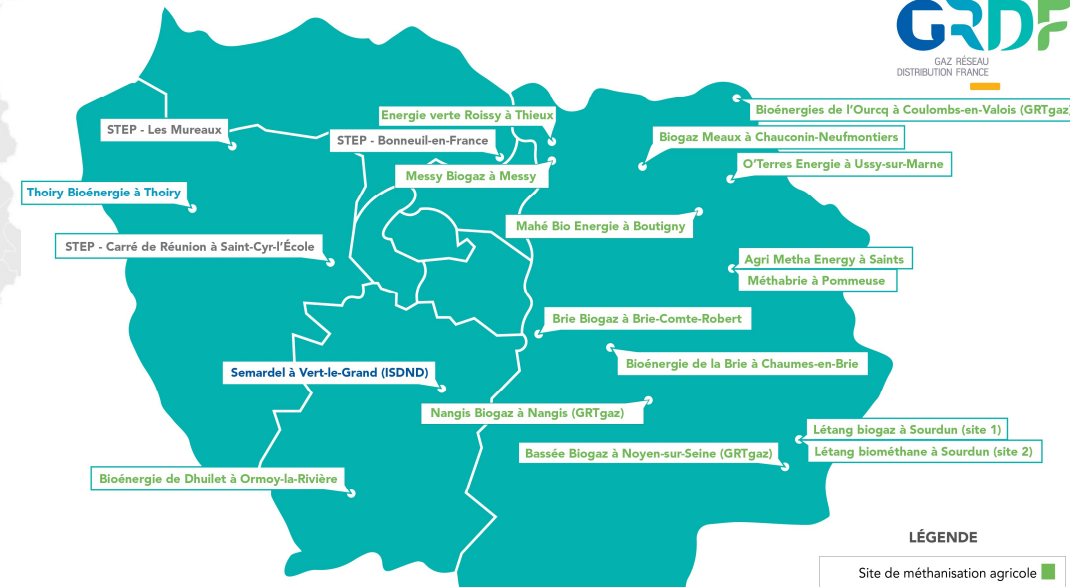 GRDF
GAZ RÉSEAU
DISTRIBUTION FRANCE
Bioénergies de l'Ourcq à Coulombs-en-Valois (GRTgaz)
Energie verte Roissy à Thieux
STEP - Les Mureaux
STEP - Bonneuil-en-France
Biogaz Meaux à Chauconin-Neufmontiers
O'Terres Energie à Ussy-sur-Marne
Messy Biogaz à Messy
Thoiry Bioénergie à Thoiry
Mahé Bio Energie à Boutigny
STEP - Carré de Réunion à Saint-Cyr-l'École
Agri Metha Energy à Saints
Méthabrie à Pommeuse
Brie Biogaz à Brie-Comte-Robert
Bioénergie de la Brie à Chaumes-en-Brie
Semardel à Vert-le-Grand (ISDND)
Nangis Biogaz à Nangis (GRTgaz)
Létang biogaz à Sourdun (site 1)
Létang biométhane à Sourdun (site 2)
Bassée Biogaz à Noyen-sur-Seine (GRTgaz)
Bioénergie de Dhuilet à Ormoy-la-Rivière
LÉGENDE
Site de méthanisation agricole